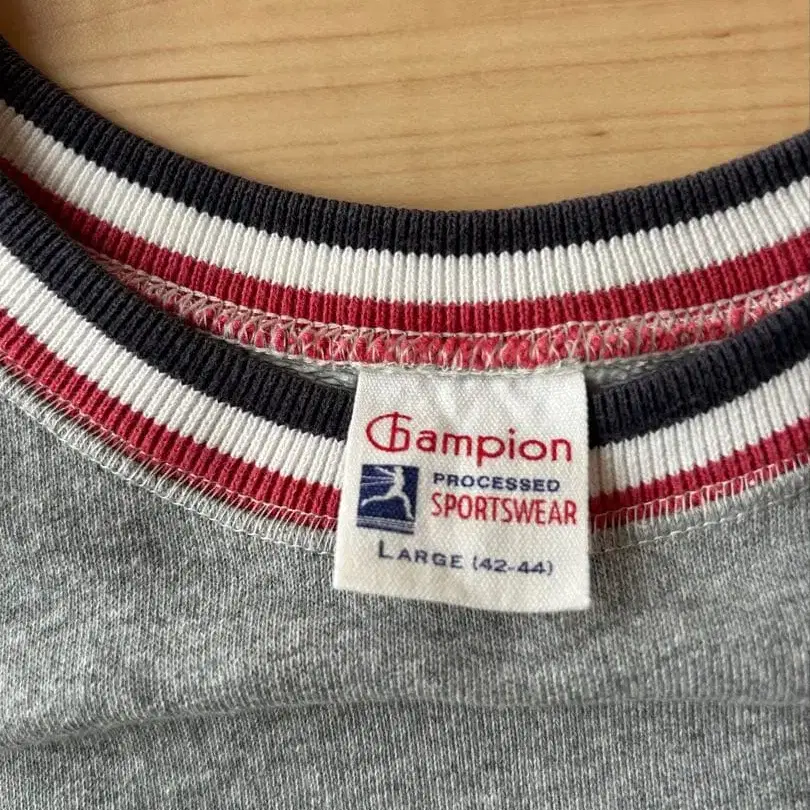 Champion
PROCESSED
SPORTSWEAR
LARGE (42-44)